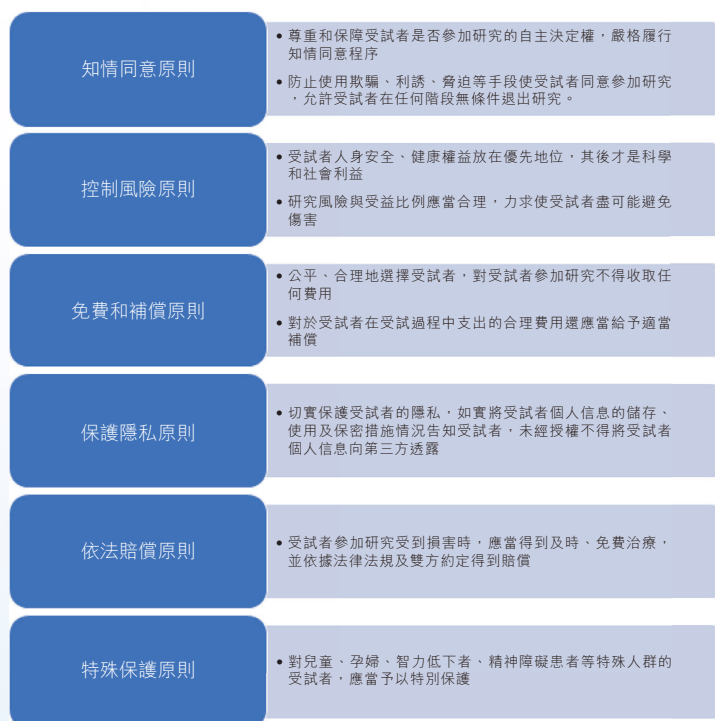 知情同意原則
• 尊重和保障受試者是否參加研究的自主決定權，嚴格履行
知情同意程序
• 防止使用欺騙、利誘、脅迫等手段使受試者同意參加研究
，允許受試者在任何階段無條件退出研究。
控制風險原則
• 受試者人身安全、健康權益放在優先地位，其後才是科學
和社會利益
• 研究風險與受益比例應當合理，力求使受試者盡可能避免
傷害
免費和補償原則
• 公平、合理地選擇受試者，對受試者參加研究不得收取任
何費用
• 對於受試者在受試過程中支出的合理費用還應當給予適當
補償
保護隱私原則
• 切實保護受試者的隱私，如實將受試者個人信息的儲存、
使用及保密措施情況告知受試者，未經授權不得將受試者
個人信息向第三方透露
依法賠償原則
• 受試者參加研究受到損害時，應當得到及時、免費治療，
並依據法律法規及雙方約定得到賠償
特殊保護原則
• 對兒童、孕婦、智力低下者、精神障礙患者等特殊人群的
受試者，應當予以特別保護